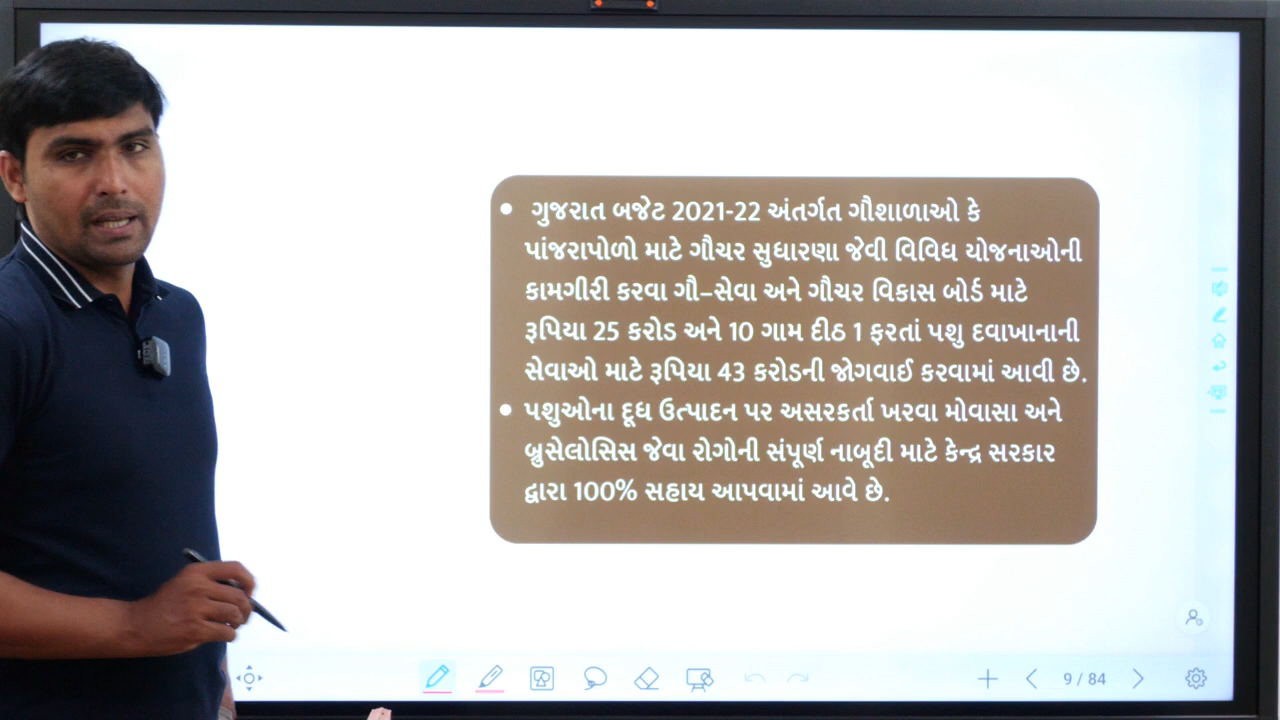 • ગુજરાત બજેટ 2021-22 અંતર્ગત ગૌશાળાઓ કે
પાંજરાપોળો માટે ગૌચર સુધારણા જેવી વિવિધ યોજનાઓની
કામગીરી કરવા ગૌ–સેવા અને ગૌચર વિકાસ બોર્ડ માટે
રૂપિયા 25 કરોડ અને 10 ગામ દીઠ 1 ફરતાં પશુ દવાખાનાની
સેવાઓ માટે રૂપિયા 43 કરોડની જોગવાઈ કરવામાં આવી છે.
• પશુઓના દૂધ ઉત્પાદન પર અસરકર્તા ખરવા મોવાસા અને
બ્રુસેલોસિસ જેવા રોગોની સંપૂર્ણ નાબૂદી માટે કેન્દ્ર સરકાર
દ્વારા 100% સહાય આપવામાં આવે છે.
9 / 84